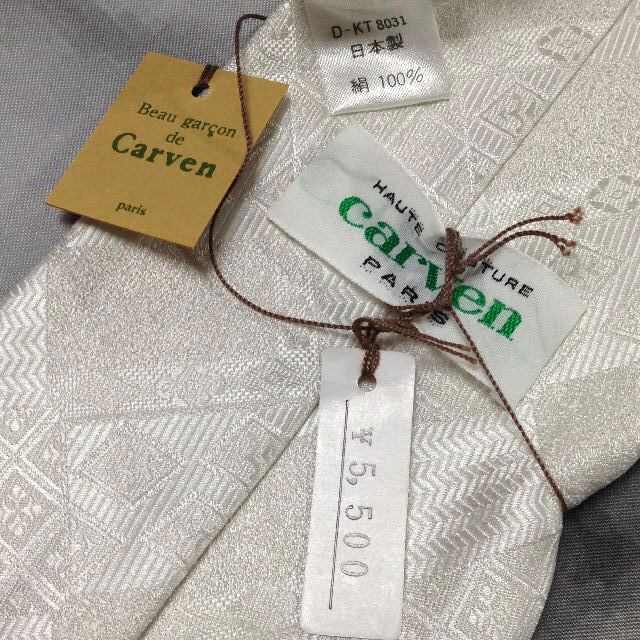 D-KT 8031
日本製
絹 100%
Beau garçon
de
Carven
paris
HAUTE COUTURE
carven
PARIS
¥5,500